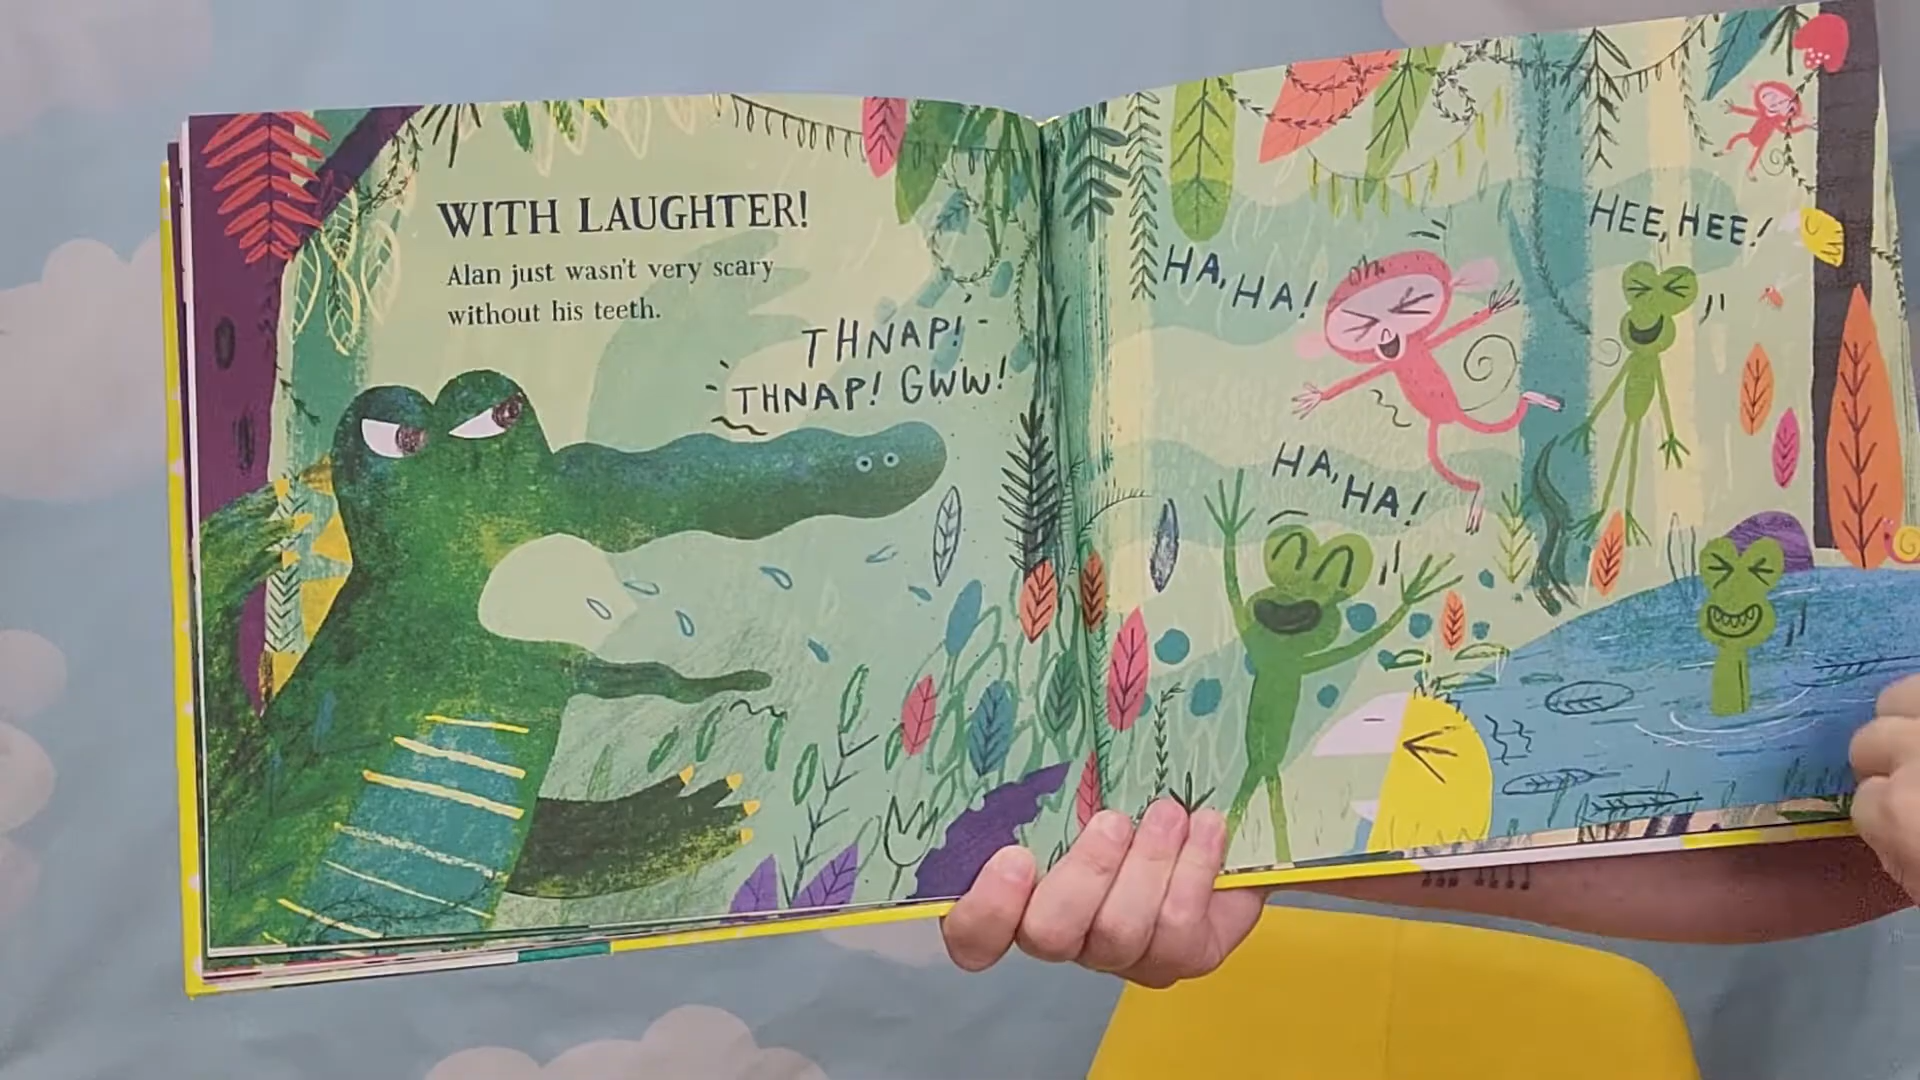 WITH LAUGHTER!
Alan just wasn't very scary
without his teeth.
THNAP!
THNAP! GWW!
HA, HA!
HEE, HEE!
HA, HA!